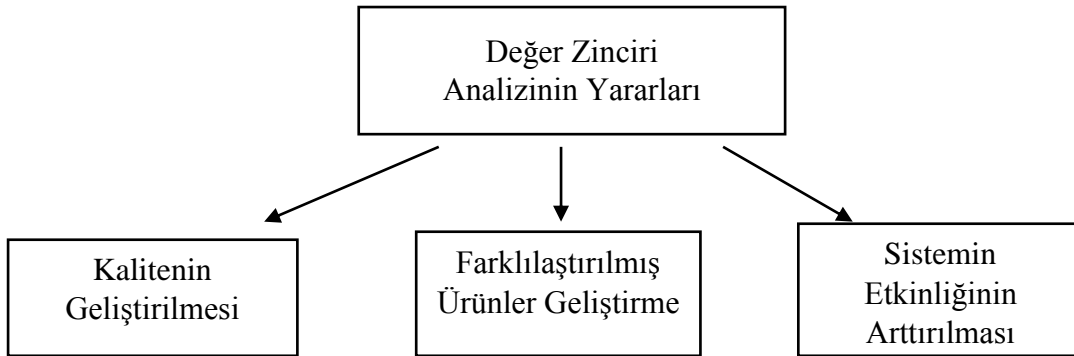 Değer Zinciri
Analizinin Yararları
Kalitenin
Geliştirilmesi
Farklılaştırılmış
Ürünler Geliştirme
Sistemin
Etkinliğinin
Arttırılması